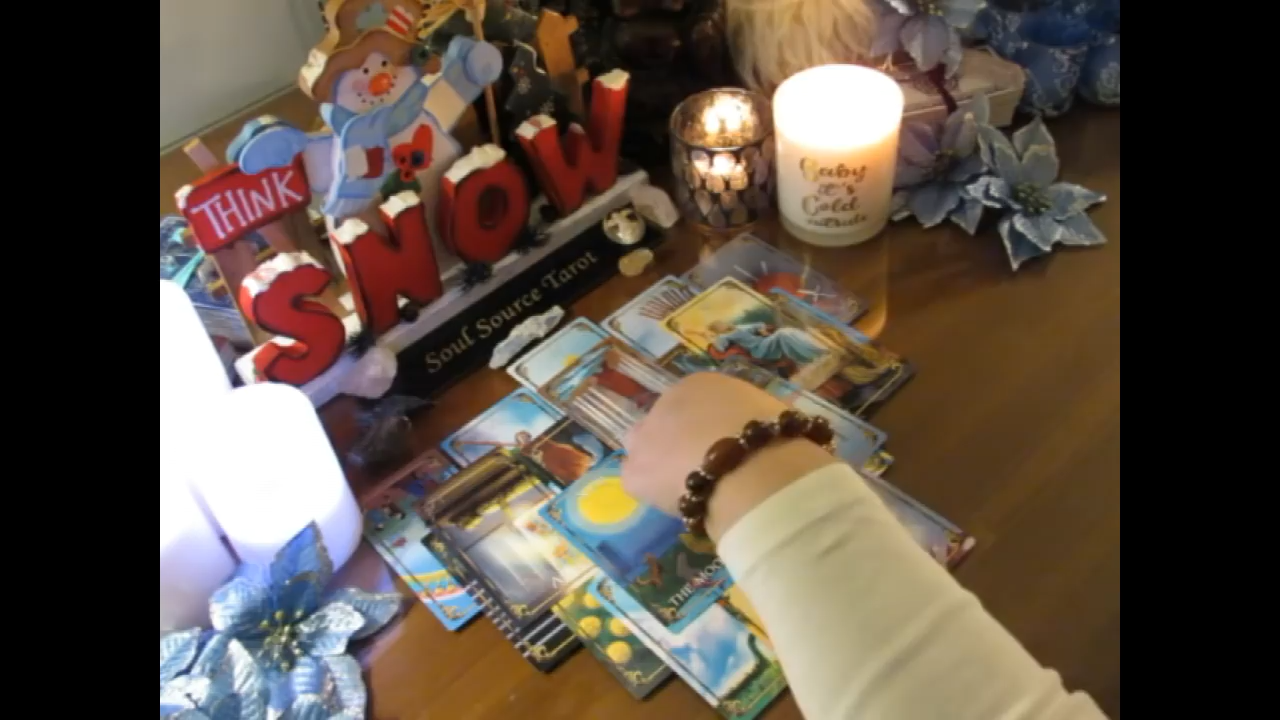 THINK
SNOW
Soul Source Tarot
Baby
it's
Cold
outside
THE MOON